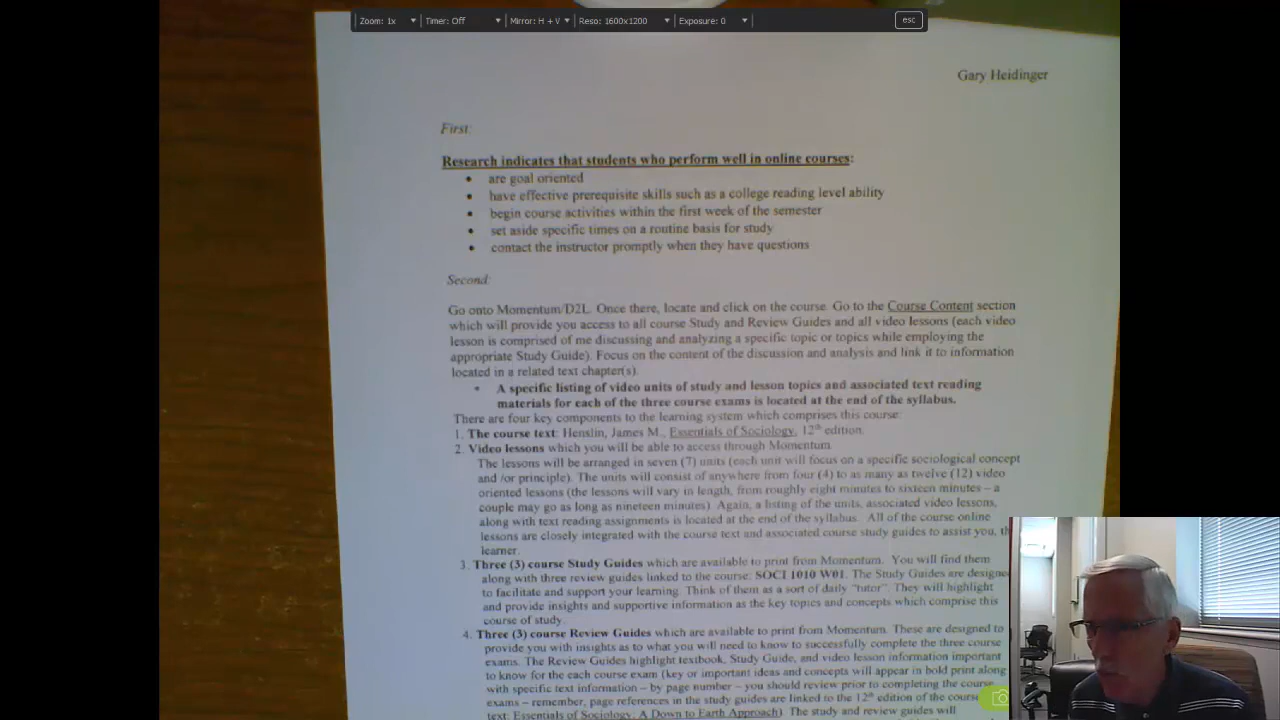 Zoom: 1x Timer: Off Mirror: H + V Reso: 1600x1200 Exposure: 0 esc
Gary Heidinger
First:
Research indicates that students who perform well in online courses:
• are goal oriented
• have effective prerequisite skills such as a college reading level ability
• begin course activities within the first week of the semester
• set aside specific times on a routine basis for study
• contact the instructor promptly when they have questions
Second:
Go onto Momentum/D2L. Once there, locate and click on the course. Go to the Course Content section
which will provide you access to all course Study and Review Guides and all video lessons (each video
lesson is comprised of me discussing and analyzing a specific topic or topics while employing the
appropriate Study Guide). Focus on the content of the discussion and analysis and link it to information
located in a related text chapter(s).
• A specific listing of video units of study and lesson topics and associated text reading
materials for each of the three course exams is located at the end of the syllabus.
There are four key components to the learning system which comprises this course:
1. The course text: Henslin, James M., Essentials of Sociology, 12th edition.
2. Video lessons which you will be able to access through Momentum.
The lessons will be arranged in seven (7) units (each unit will focus on a specific sociological concept
and /or principle). The units will consist of anywhere from four (4) to as many as twelve (12) video
oriented lessons (the lessons will vary in length, from roughly eight minutes to sixteen minutes – a
couple may go as long as nineteen minutes). Again, a listing of the units, associated video lessons,
along with text reading assignments is located at the end of the syllabus. All of the course online
lessons are closely integrated with the course text and associated course study guides to assist you, th
learner.
3. Three (3) course Study Guides which are available to print from Momentum. You will find them
along with three review guides linked to the course: SOCI 1010 W01. The Study Guides are designe
to facilitate and support your learning. Think of them as a sort of daily "tutor". They will highlight
and provide insights and supportive information as the key topics and concepts which comprise this
course of study.
4. Three (3) course Review Guides which are available to print from Momentum. These are designed to
provide you with insights as to what you will need to know to successfully complete the three course
exams. The Review Guides highlight textbook, Study Guide, and video lesson information important
to know for the each course exam (key or important ideas and concepts will appear in bold print along
with specific text information – by page number – you should review prior to completing the course
exams – remember, page references in the study guides are linked to the 12th edition of the course
text: Essentials of Sociology: A Down to Earth Approach). The study and review guides will